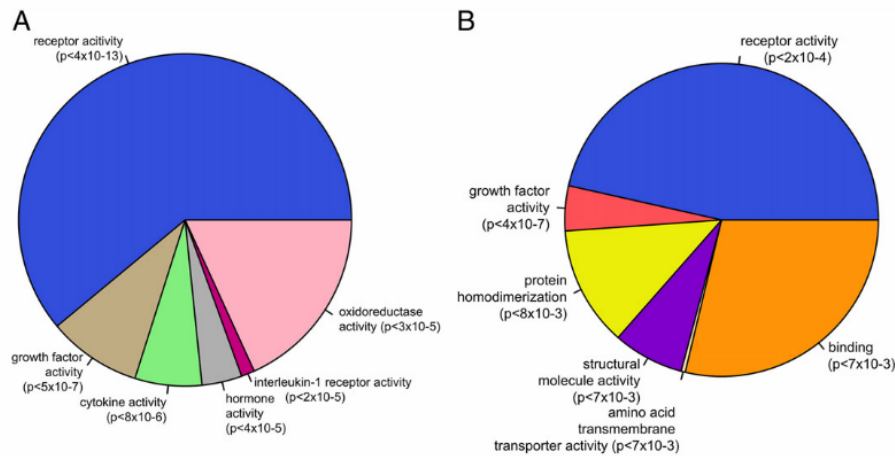 A
receptor acitivity
(p<4x10-13)
growth factor
activity
(p<5x10-7)
cytokine activity
(p<8x10-6)
hormone
activity
(p<4x10-5)
interleukin-1 receptor activity
(p<2x10-5)
oxidoreductase
activity (p<3x10-5)
B
receptor activity
(p<2x10-4)
growth factor
activity
(p<4x10-7)
protein
homodimerization
(p<8x10-3)
structural
molecule activity
(p<7x10-3)
amino acid
transmembrane
transporter activity (p<7x10-3)
binding
(p<7x10-3)